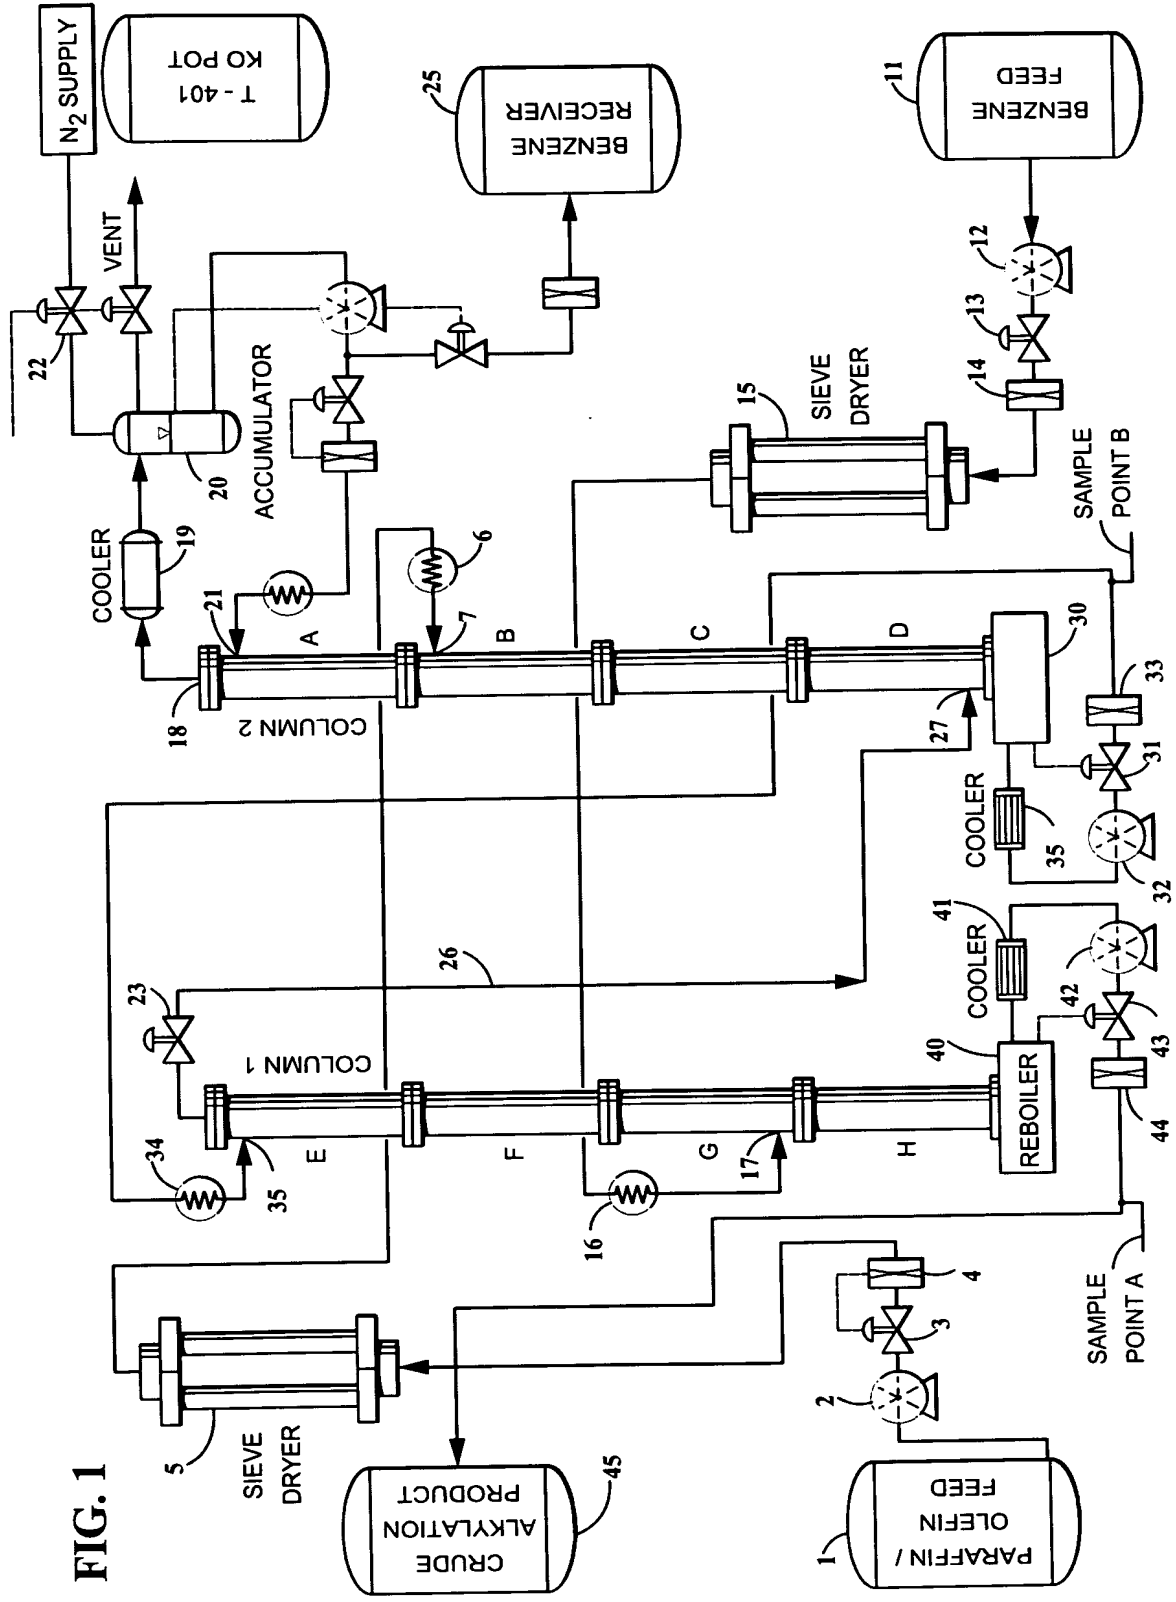 FIG. 1
N2 SUPPLY
T - 401
KO POT
22
VENT
20
ACCUMULATOR
COOLER
19
BENZENE
RECEIVER
25
BENZENE
FEED
11
12
13
14
SIEVE
DRYER
15
SAMPLE
POINT B
18
21
A
6
7
B
C
D
COLUMN 2
27
30
33
31
32
COOLER
35
23
26
COLUMN 1
34
35
E
F
G
H
16
17
COOLER
41
40
REBOILER
42
43
44
SAMPLE
POINT A
5
SIEVE
DRYER
CRUDE
ALKYLATION
PRODUCT
45
1
PARAFFIN /
OLEFIN
FEED
2
3
4